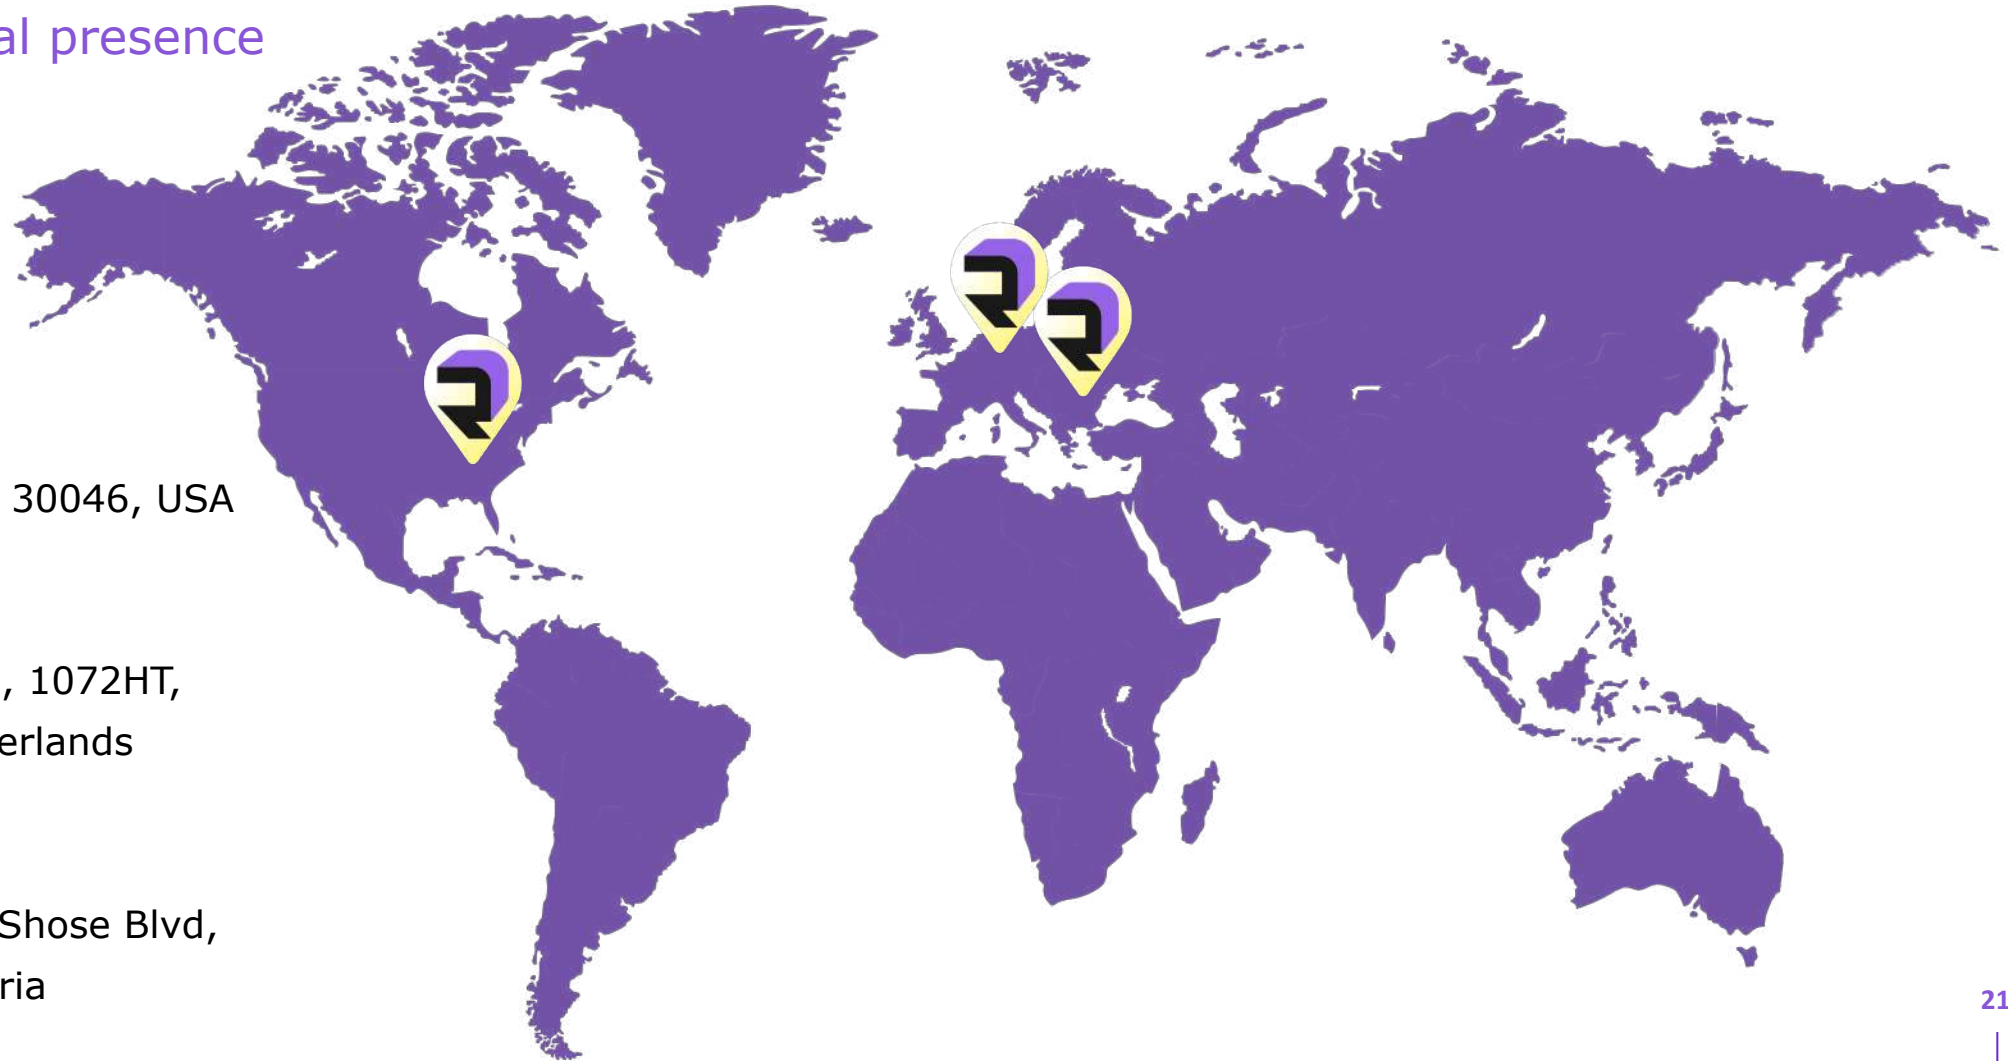 al presence
30046, USA
, 1072HT,
erlands
Shose Blvd,
ria
21
|